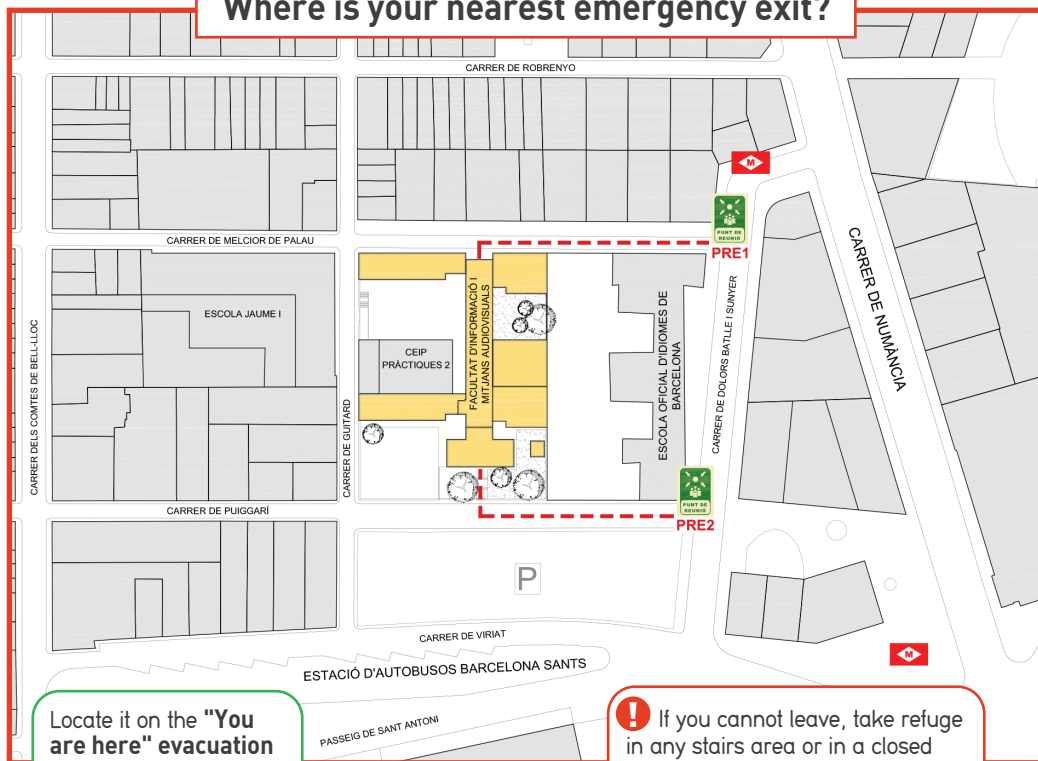 Where is your nearest emergency exit?
CARRER DE ROBRENYO
M
PUNT DE
REUNIÓ
PRE1
CARRER DE MELCIOR DE PALAU
CARRER DE NUMÀNCIA
ESCOLA JAUME I
FACULTAT D'INFORMACIÓ I
MITJANS AUDIOVISUALS
CEIP
PRÀCTIQUES 2
ESCOLA OFICIAL D'IDIOMES DE
BARCELONA
CARRER DE DOLORS BATLLE I SUNYER
CARRER DELS COMTES DE BELL-LLOC
CARRER DE GUITARD
PUNT DE
REUNIÓ
PRE2
CARRER DE PUIGGARÍ
P
CARRER DE VIRIAT
ESTACIÓ D'AUTOBUSOS BARCELONA SANTS
M
PASSEIG DE SANT ANTONI
Locate it on the "You
are here" evacuation
! If you cannot leave, take refuge
in any stairs area or in a closed